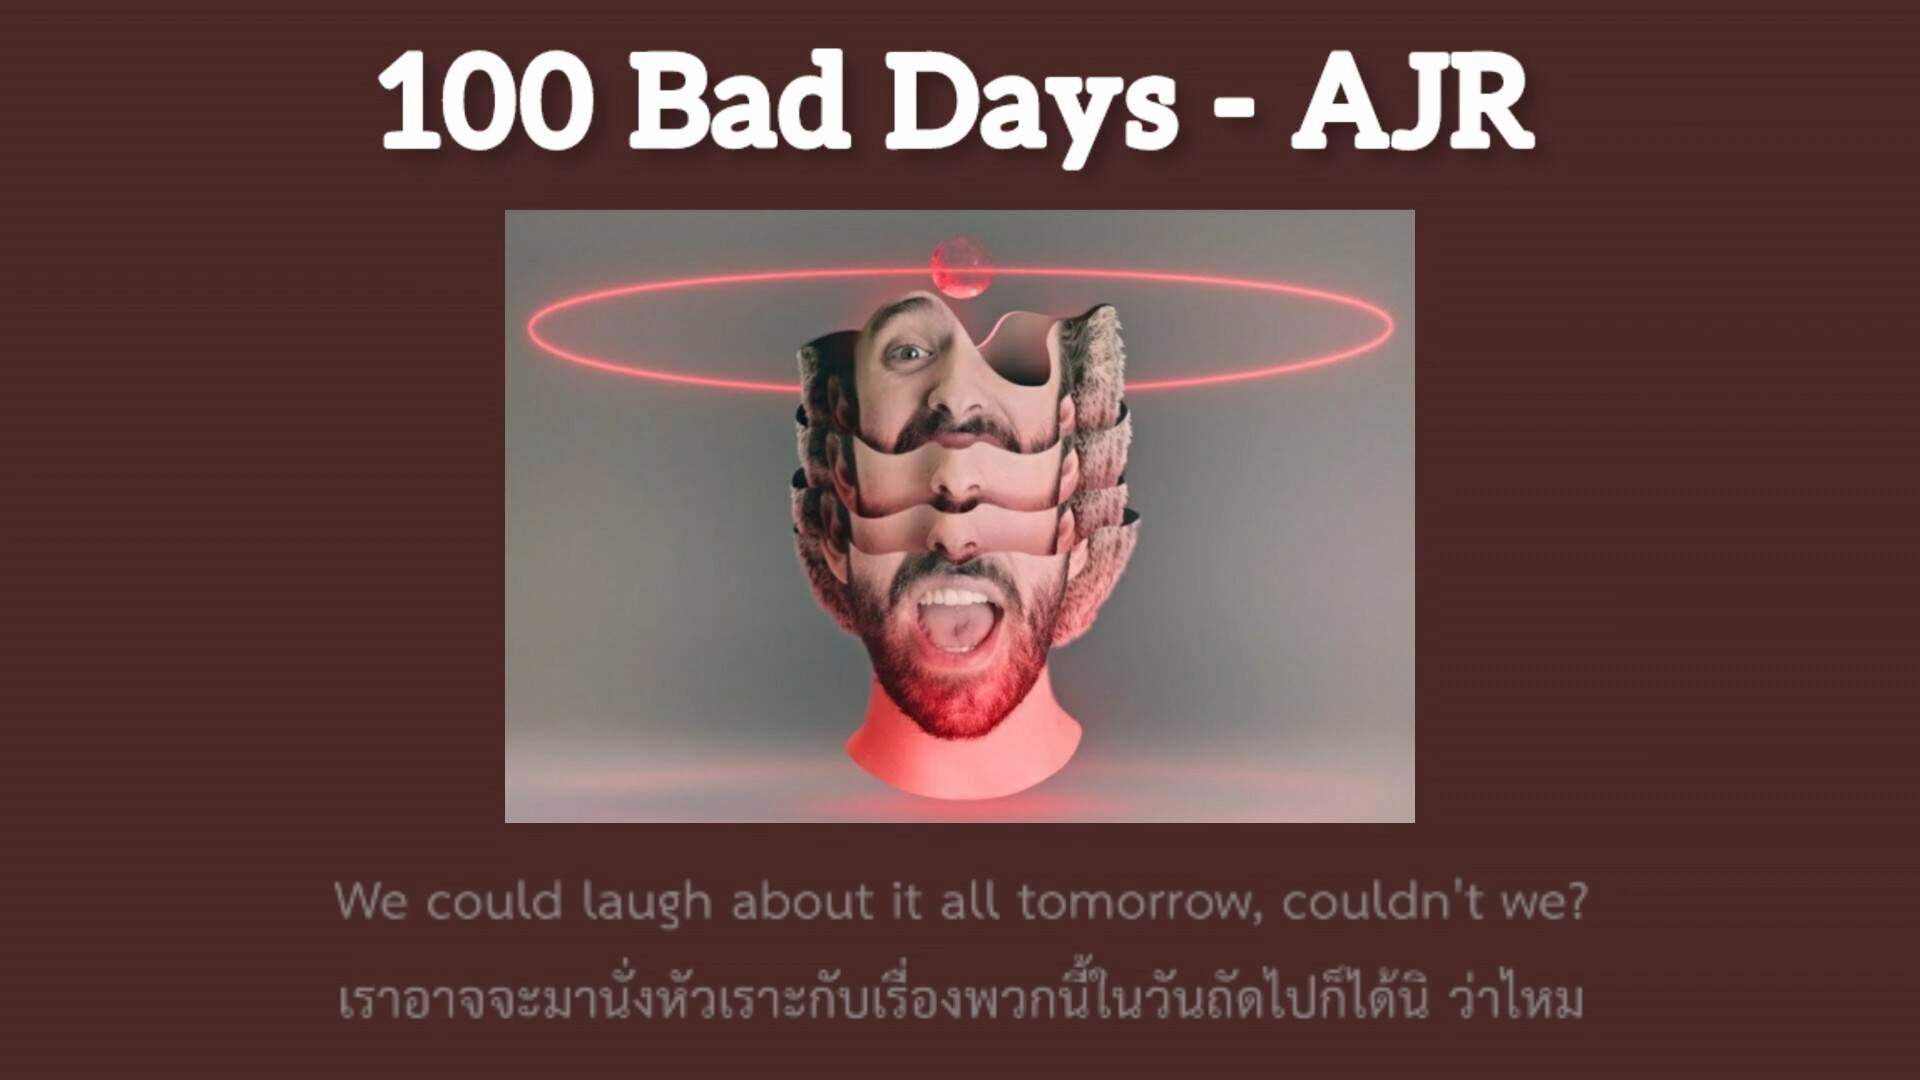 100 Bad Days - AJR
We could laugh about it all tomorrow, couldn't we?
เราอาจจะมานั่งหัวเราะกับเรื่องพวกนี้ในวันถัดไปก็ได้นิ ว่าไหม